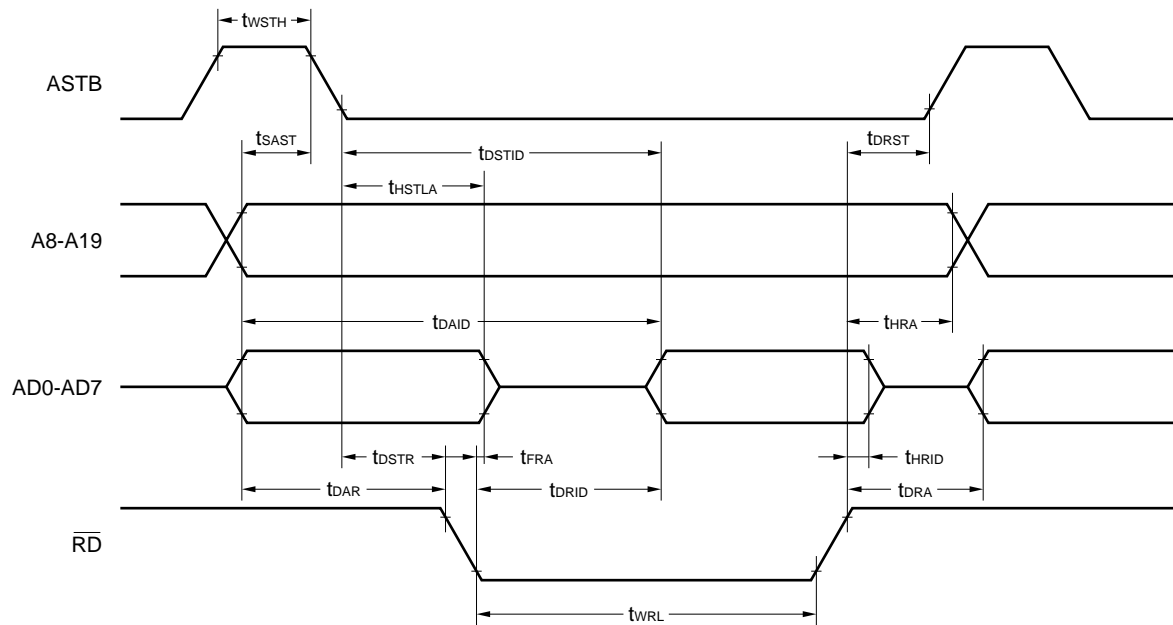 tWSTH
ASTB
tSAST
tDSTID
tDRST
tHSTLA
A8-A19
tDAID
tHRA
AD0-AD7
tDSTR
tFRA
tHRID
tDAR
tDRID
tDRA
RD
tWRL